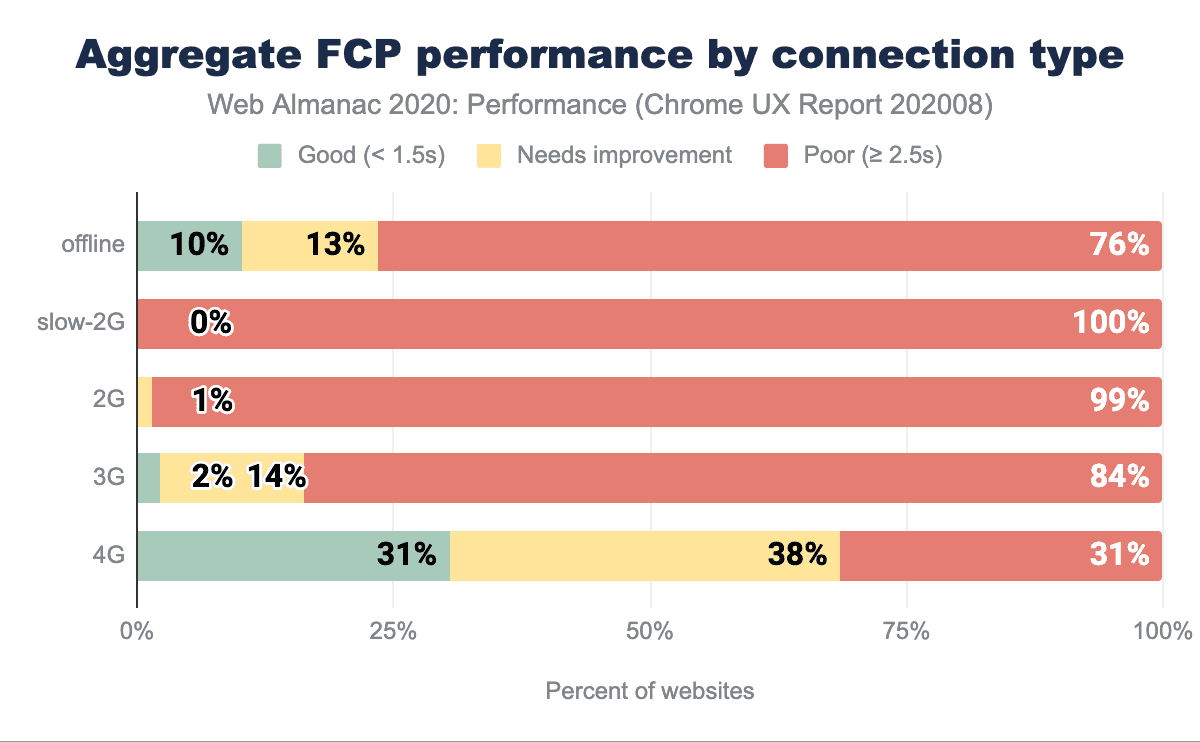 Aggregate FCP performance by connection type
Web Almanac 2020: Performance (Chrome UX Report 202008)
Good (< 1.5s) Needs improvement Poor (≥ 2.5s)
offline 10% 13% 76%
slow-2G 0% 100%
2G 1% 99%
3G 2% 14% 84%
4G 31% 38% 31%
0% 25% 50% 75% 100%
Percent of websites